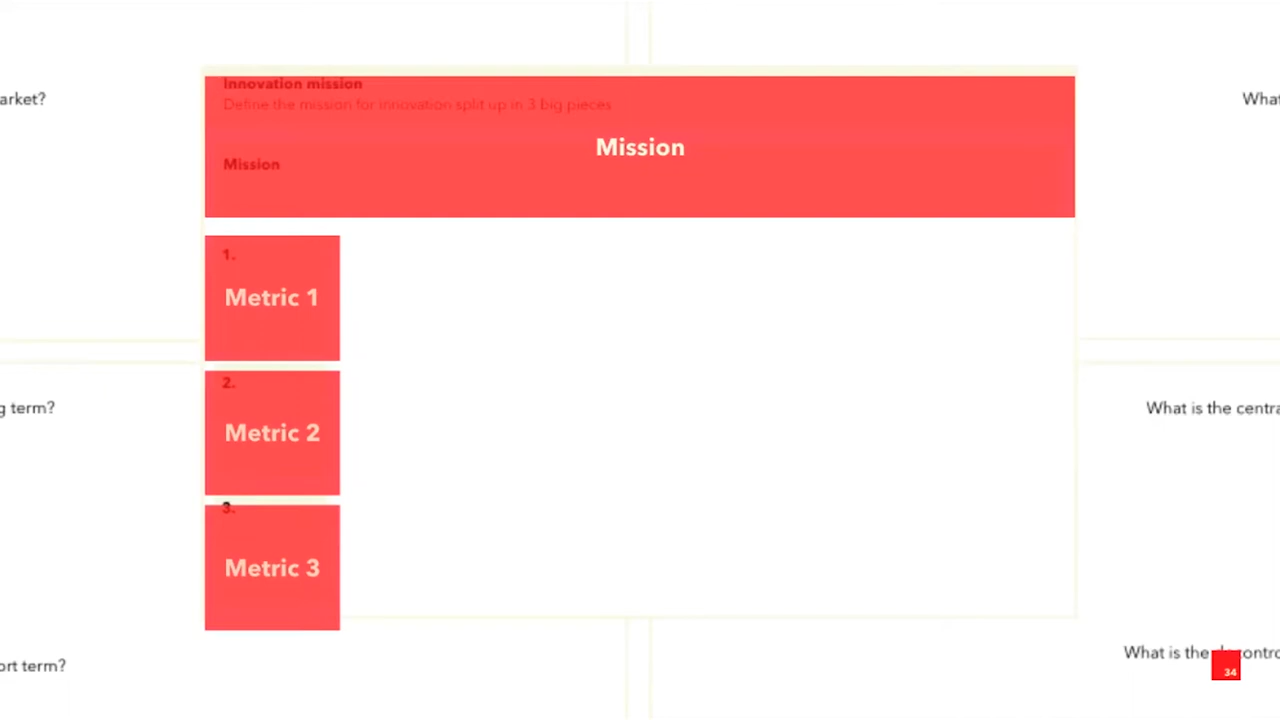 Innovation mission
arket?
What
Define the mission for innovation split up in 3 big pieces
Mission
Mission
1.
Metric 1
2.
g term?
What is the centra
Metric 2
3.
Metric 3
What is the
ontro
ort term?
34